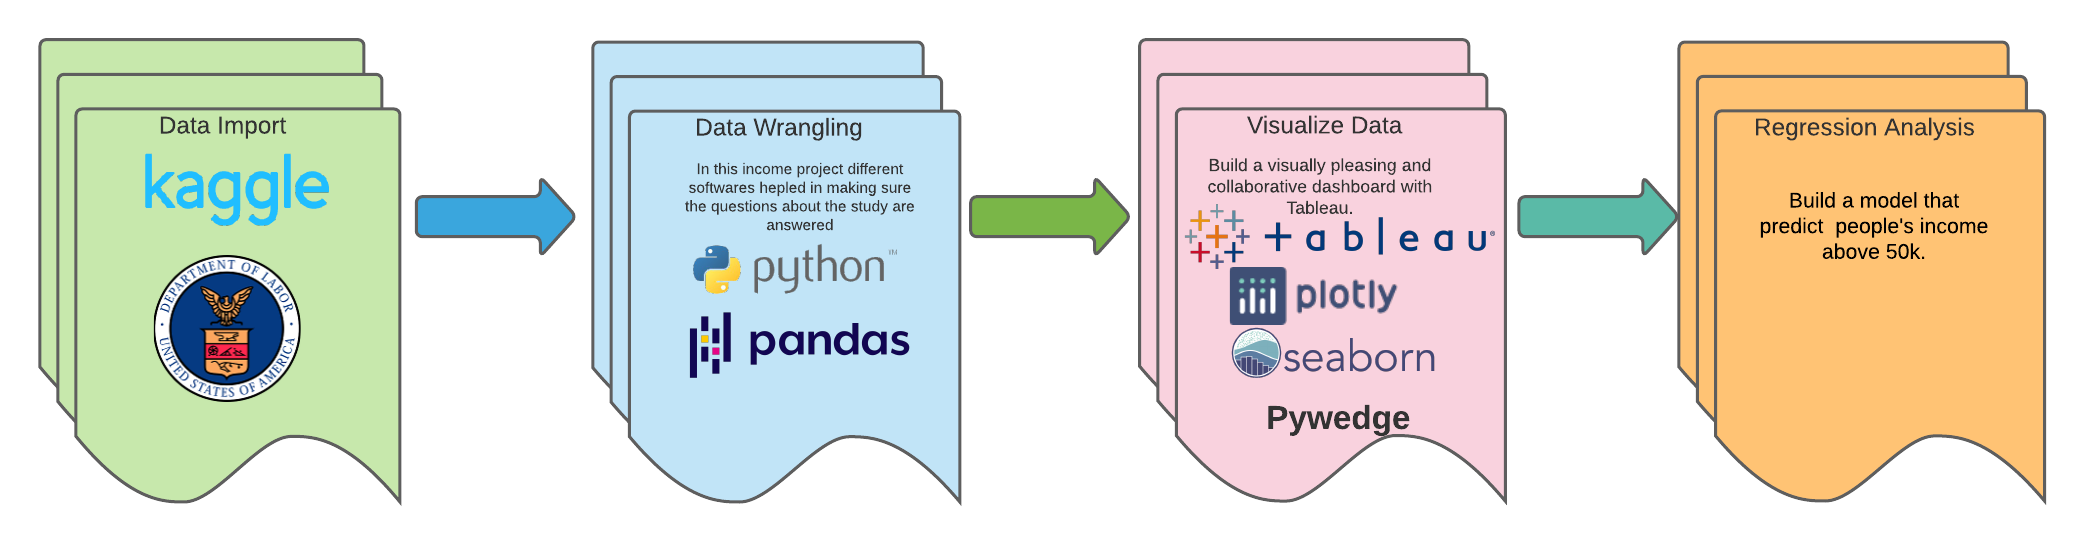 Data Import
kaggle
DEPARTMENT OF LABOR
UNITED STATES OF AMERICA
Data Wrangling
In this income project different
softwares hepled in making sure
the questions about the study are
answered
python™
pandas
Visualize Data
Build a visually pleasing and
collaborative dashboard with
Tableau.
+ableau®
plotly
seaborn
Pywedge
Regression Analysis
Build a model that
predict  people's income
above 50k.